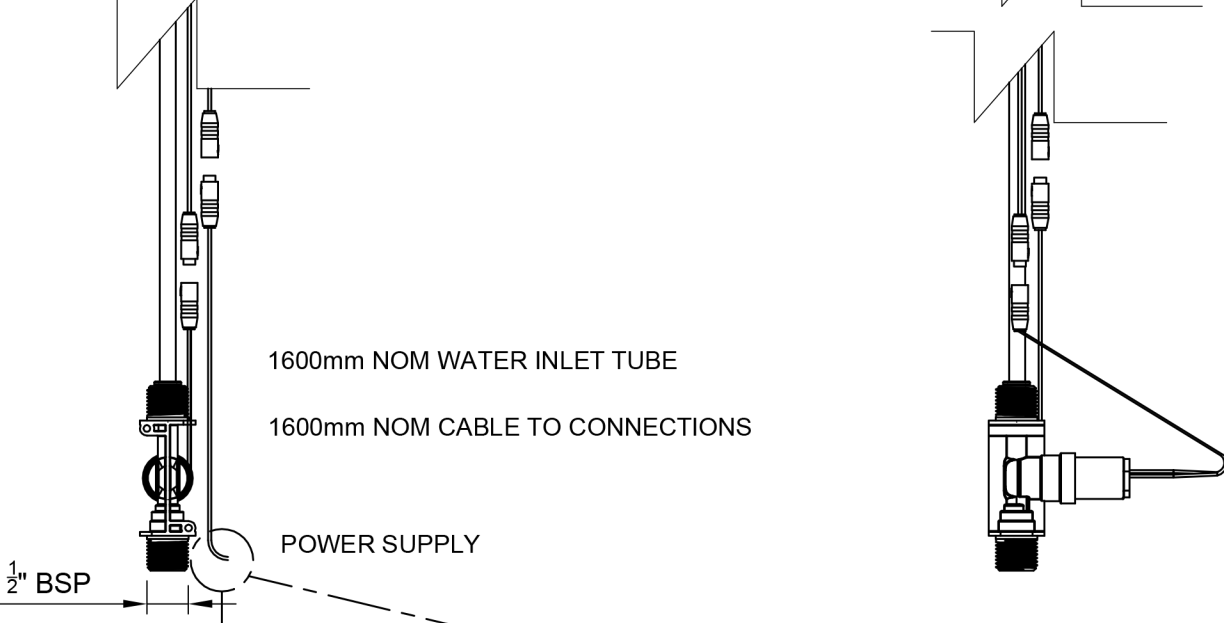 1600mm NOM WATER INLET TUBE
1600mm NOM CABLE TO CONNECTIONS
POWER SUPPLY
½" BSP